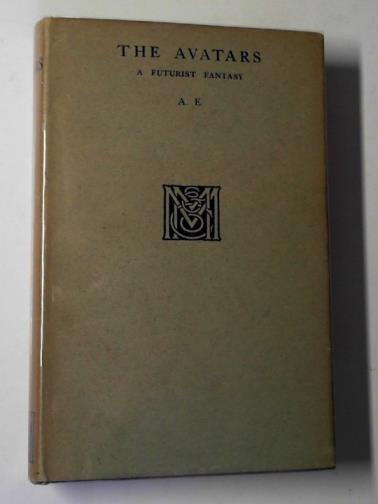 THE AVATARS
A FUTURIST FANTASY
A. E